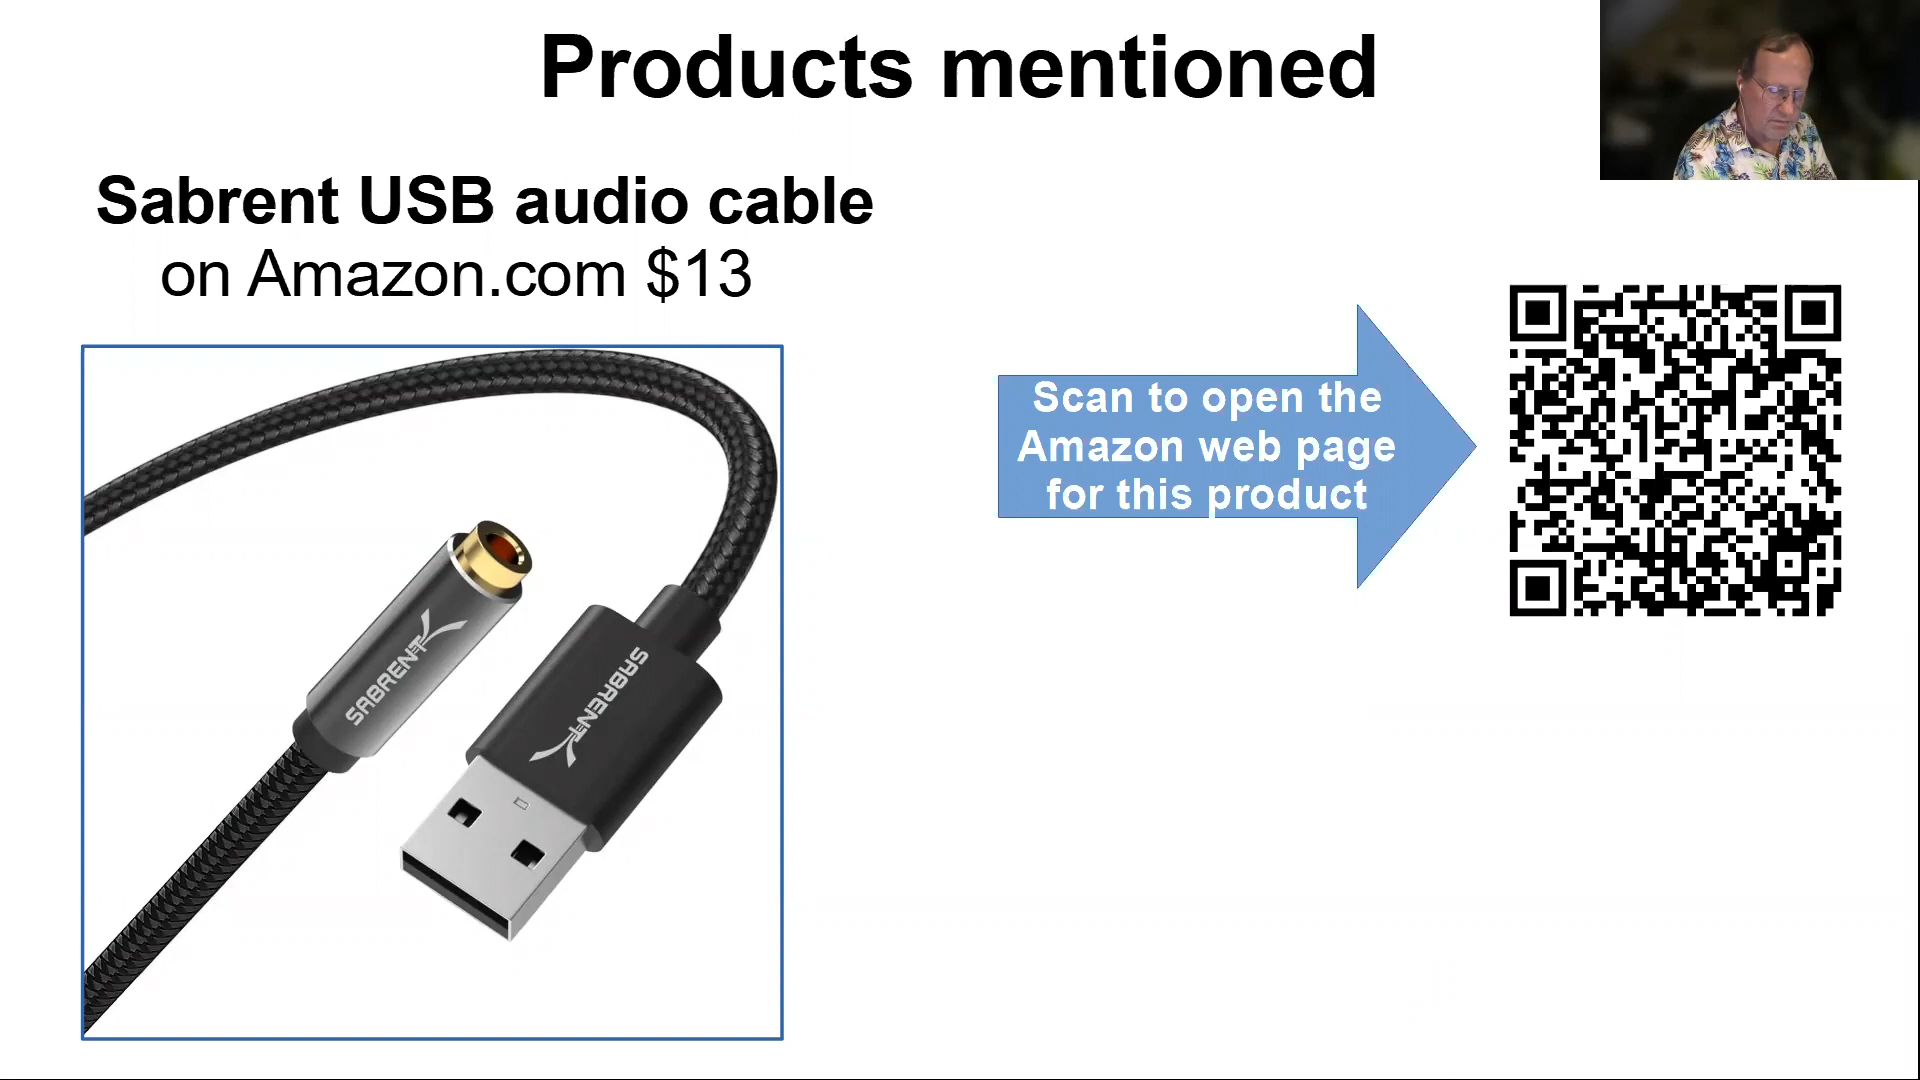 Products mentioned
Sabrent USB audio cable
on Amazon.com $13
Scan to open the
Amazon web page
for this product
SABRENT
SABRENT